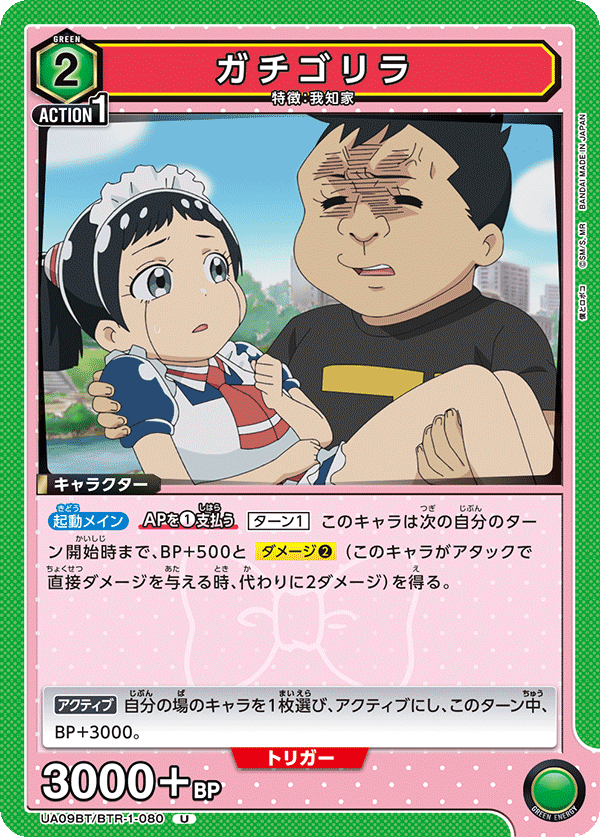 GREEN
2
ACTION 1
ガチゴリラ
特徴:我知家
BANDAI MADE IN JAPAN
僕とロボコ ©SM/S, MR
キャラクター
起動メイン APを1支払う ターン1 このキャラは次の自分のター
ン開始時まで、BP+500と ダメージ2 (このキャラがアタックで
直接ダメージを与える時、代わりに2ダメージ)を得る。
アクティブ 自分の場のキャラを1枚選び、アクティブにし、このターン中、
BP+3000。
トリガー
3000+BP
UA09BT/BTR-1-080 U
GREEN ENERGY